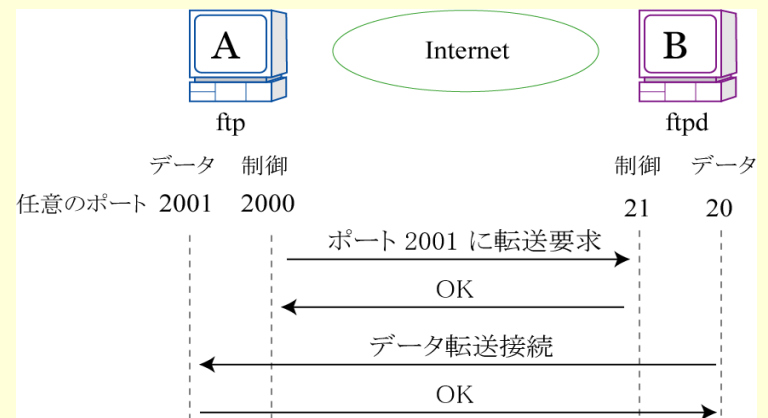 A
Internet
B
ftp
ftpd
データ 制御
制御 データ
任意のポート 2001 2000
21 20
ポート 2001 に転送要求
OK
データ転送接続
OK